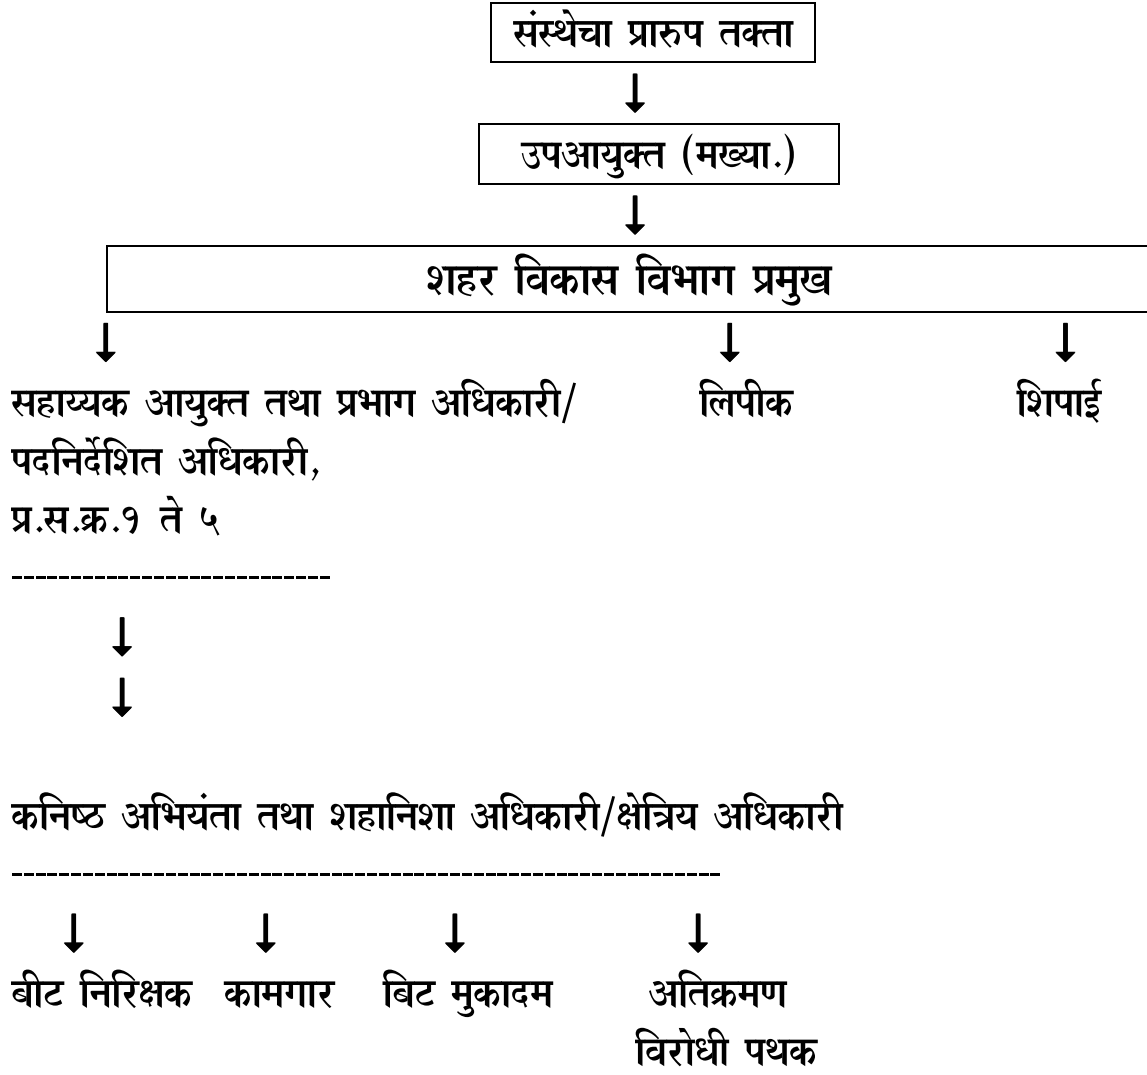 संस्थेचा प्रारुप तक्ता
↓
उपआयुक्त (मख्या.)
↓
शहर विकास विभाग प्रमुख
↓ ↓ ↓
सहाय्यक आयुक्त तथा प्रभाग अधिकारी/ लिपीक शिपाई
पदनिर्देशित अधिकारी,
प्र.स.क्र.१ ते ५
---------------------------
↓
↓
कनिष्ठ अभियंता तथा शहानिशा अधिकारी/क्षेत्रिय अधिकारी
------------------------------------------------------------
↓ ↓ ↓ ↓
बीट निरिक्षक कामगार बिट मुकादम अतिक्रमण
विरोधी पथक